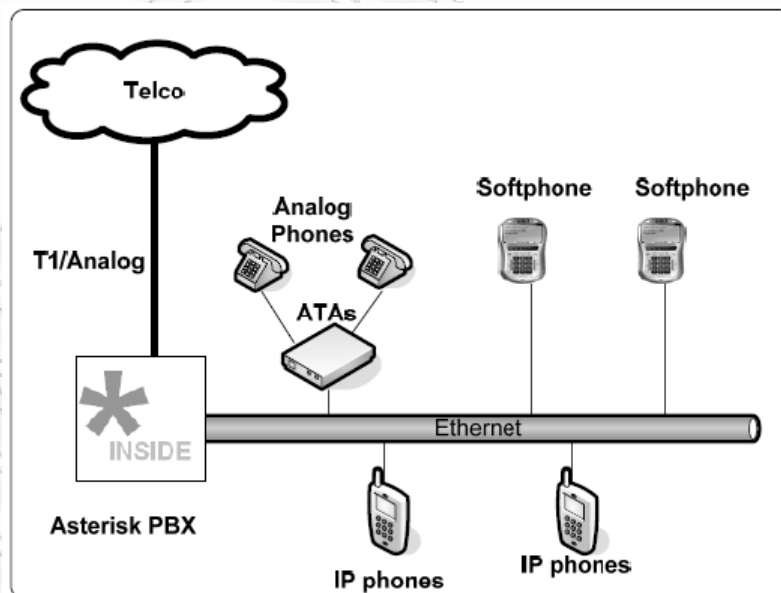 Telco
Softphone
Softphone
Analog
Phones
T1/Analog
ATAs
Ethernet
INSIDE
Asterisk PBX
IP phones
IP phones